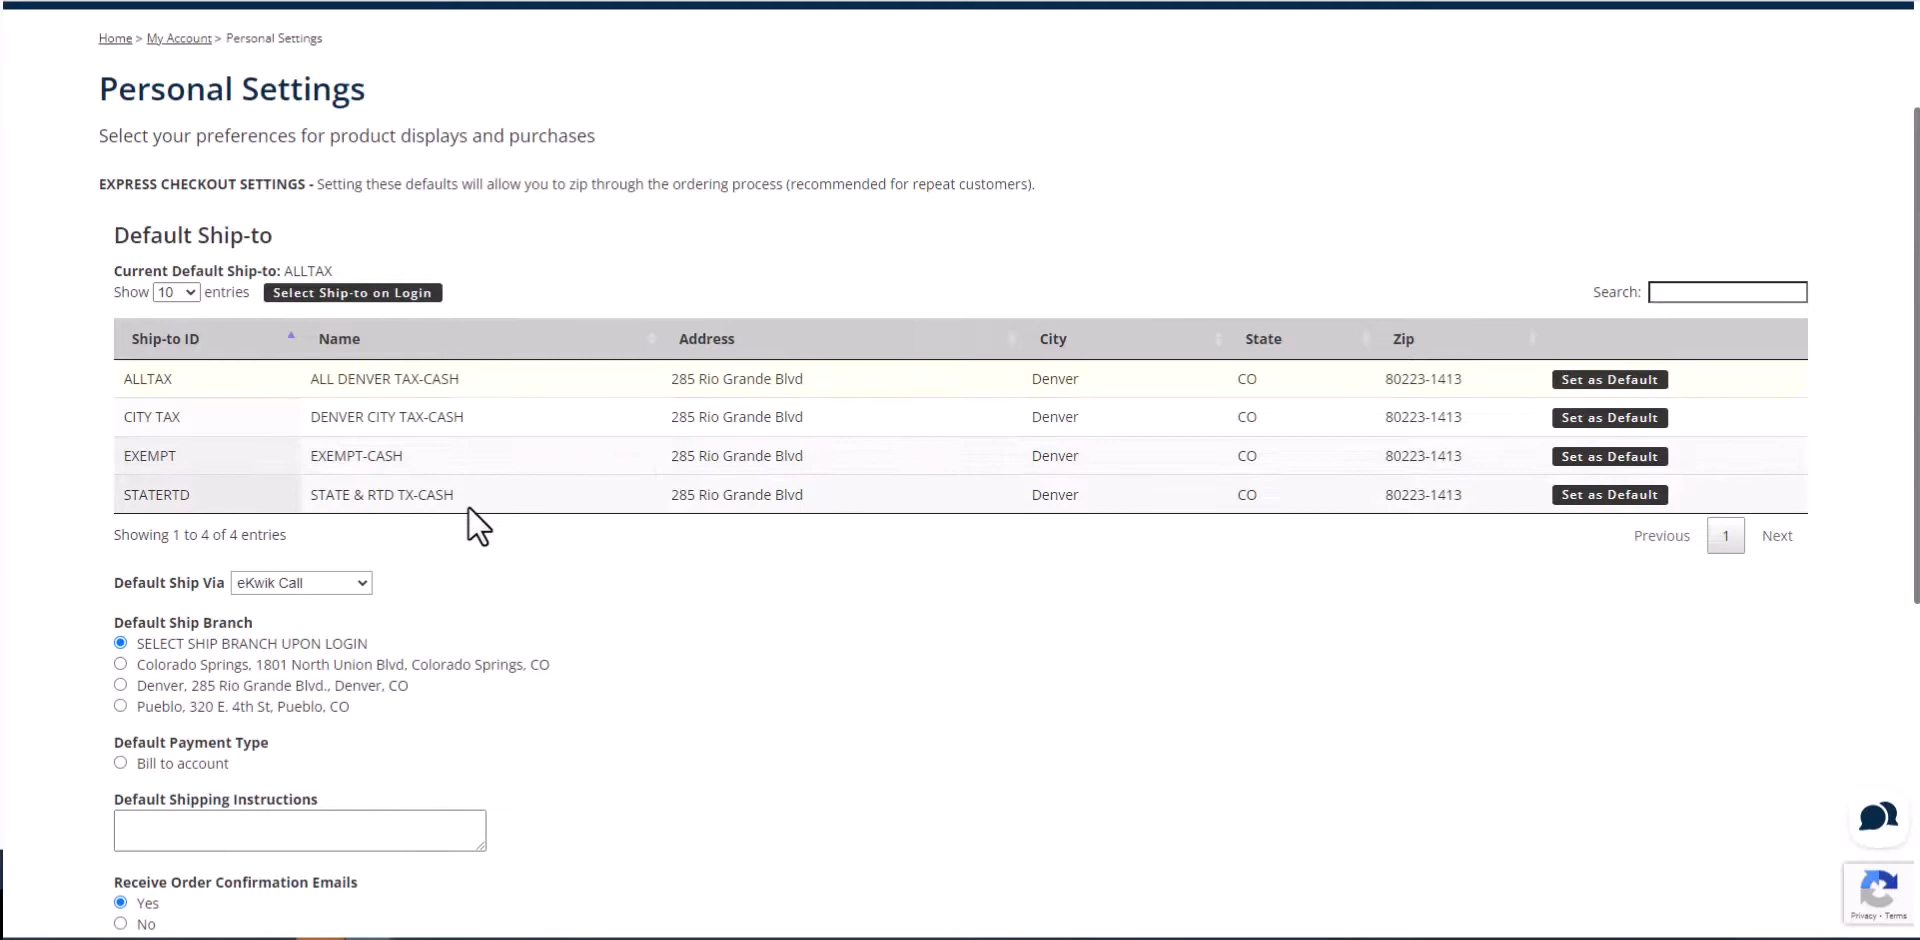 Home > My Account > Personal Settings
Personal Settings
Select your preferences for product displays and purchases
EXPRESS CHECKOUT SETTINGS - Setting these defaults will allow you to zip through the ordering process (recommended for repeat customers).
Default Ship-to
Current Default Ship-to: ALLTAX
Show 10 entries Select Ship-to on Login Search:
Ship-to ID Name Address City State Zip
ALLTAX ALL DENVER TAX-CASH 285 Rio Grande Blvd Denver CO 80223-1413 Set as Default
CITY TAX DENVER CITY TAX-CASH 285 Rio Grande Blvd Denver CO 80223-1413 Set as Default
EXEMPT EXEMPT-CASH 285 Rio Grande Blvd Denver CO 80223-1413 Set as Default
STATERTD STATE & RTD TX-CASH 285 Rio Grande Blvd Denver CO 80223-1413 Set as Default
Showing 1 to 4 of 4 entries Previous 1 Next
Default Ship Via eKwik Call
Default Ship Branch
SELECT SHIP BRANCH UPON LOGIN
Colorado Springs, 1801 North Union Blvd, Colorado Springs, CO
Denver, 285 Rio Grande Blvd., Denver, CO
Pueblo, 320 E. 4th St, Pueblo, CO
Default Payment Type
Bill to account
Default Shipping Instructions
Receive Order Confirmation Emails
Yes
No
Privacy - Terms